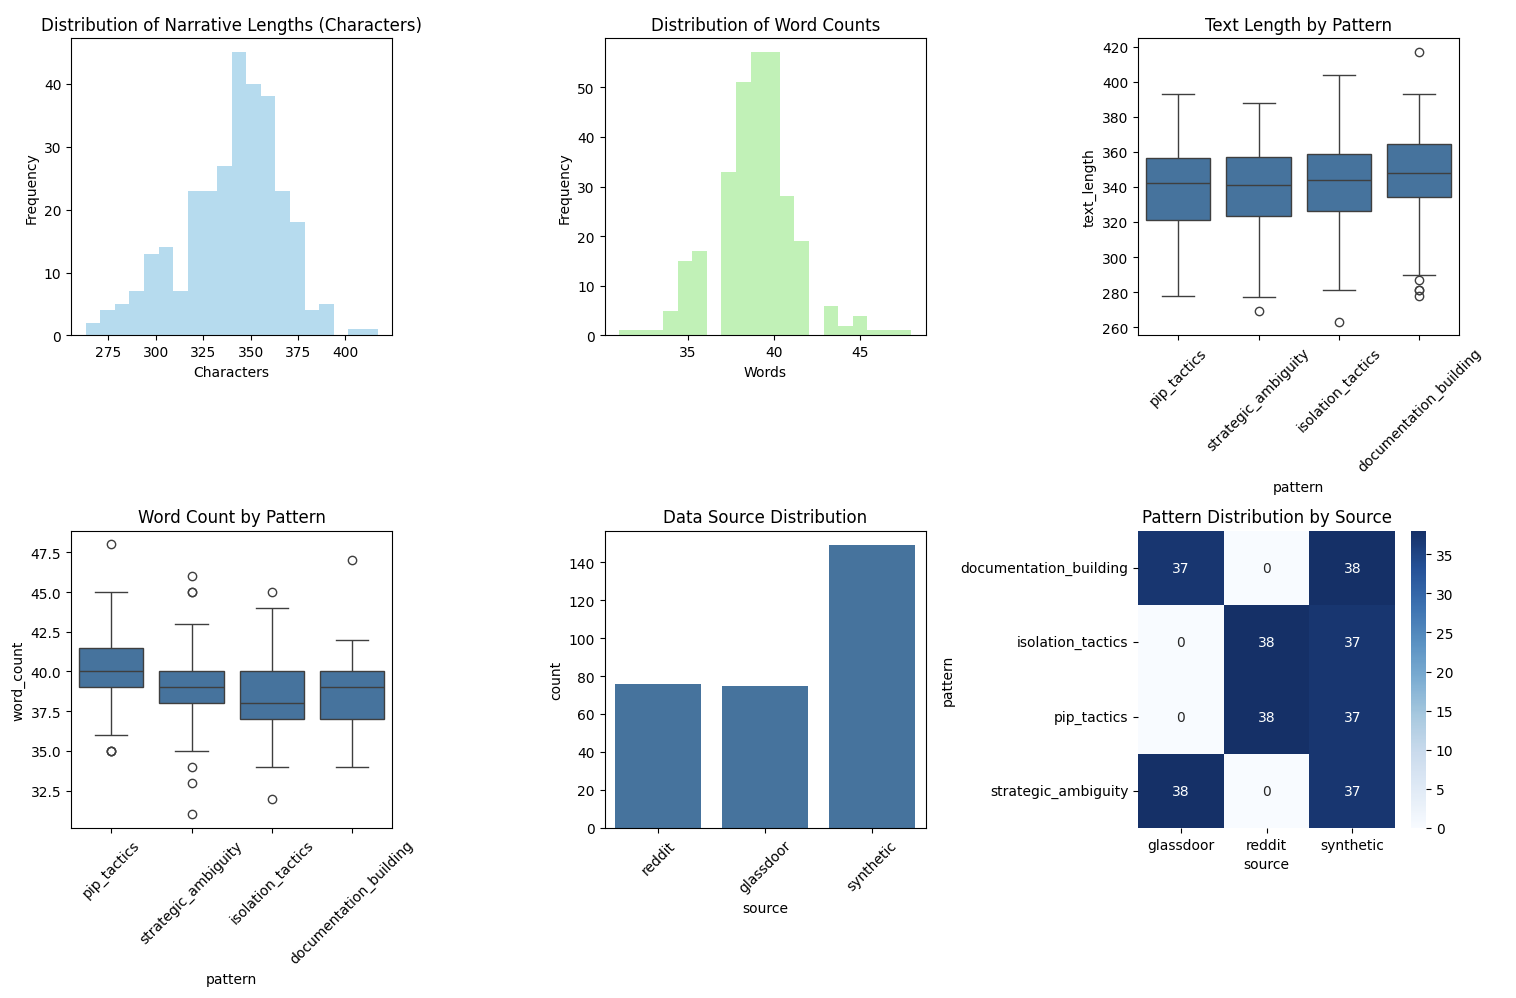 Distribution of Narrative Lengths (Characters)
Frequency
40
30
20
10
0
275 300 325 350 375 400
Characters
Distribution of Word Counts
Frequency
50
40
30
20
10
0
35 40 45
Words
Text Length by Pattern
text_length
420
400
380
360
340
320
300
280
260
pip_tactics
strategic_ambiguity
isolation_tactics
documentation_building
pattern
Word Count by Pattern
word_count
47.5
45.0
42.5
40.0
37.5
35.0
32.5
pip_tactics
strategic_ambiguity
isolation_tactics
documentation_building
pattern
Data Source Distribution
count
140
120
100
80
60
40
20
0
reddit
glassdoor
synthetic
source
Pattern Distribution by Source
pattern
documentation_building 37 0 38
isolation_tactics 0 38 37
pip_tactics 0 38 37
strategic_ambiguity 38 0 37
glassdoor reddit synthetic
source
35
30
25
20
15
10
5
0